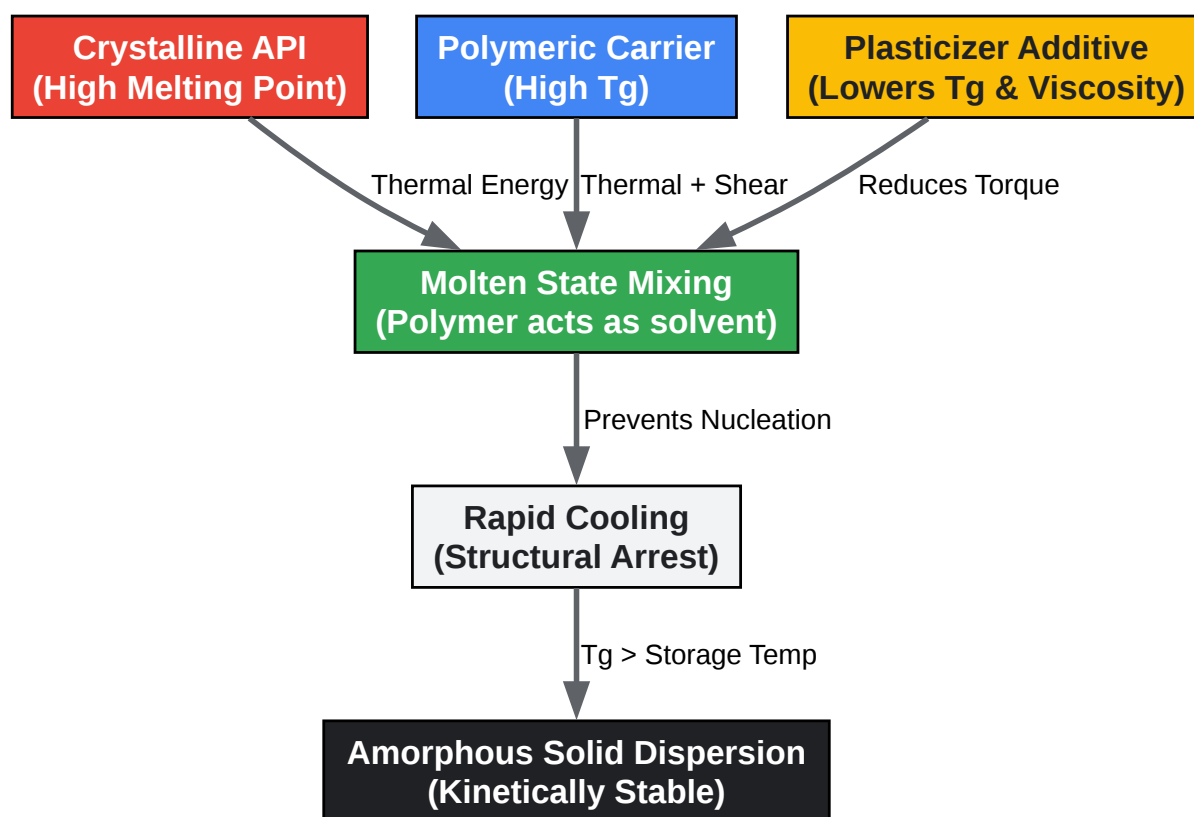 Crystalline API
(High Melting Point)
Polymeric Carrier
(High Tg)
Plasticizer Additive
(Lowers Tg & Viscosity)
Thermal Energy
Thermal + Shear
Reduces Torque
Molten State Mixing
(Polymer acts as solvent)
Prevents Nucleation
Rapid Cooling
(Structural Arrest)
Tg > Storage Temp
Amorphous Solid Dispersion
(Kinetically Stable)